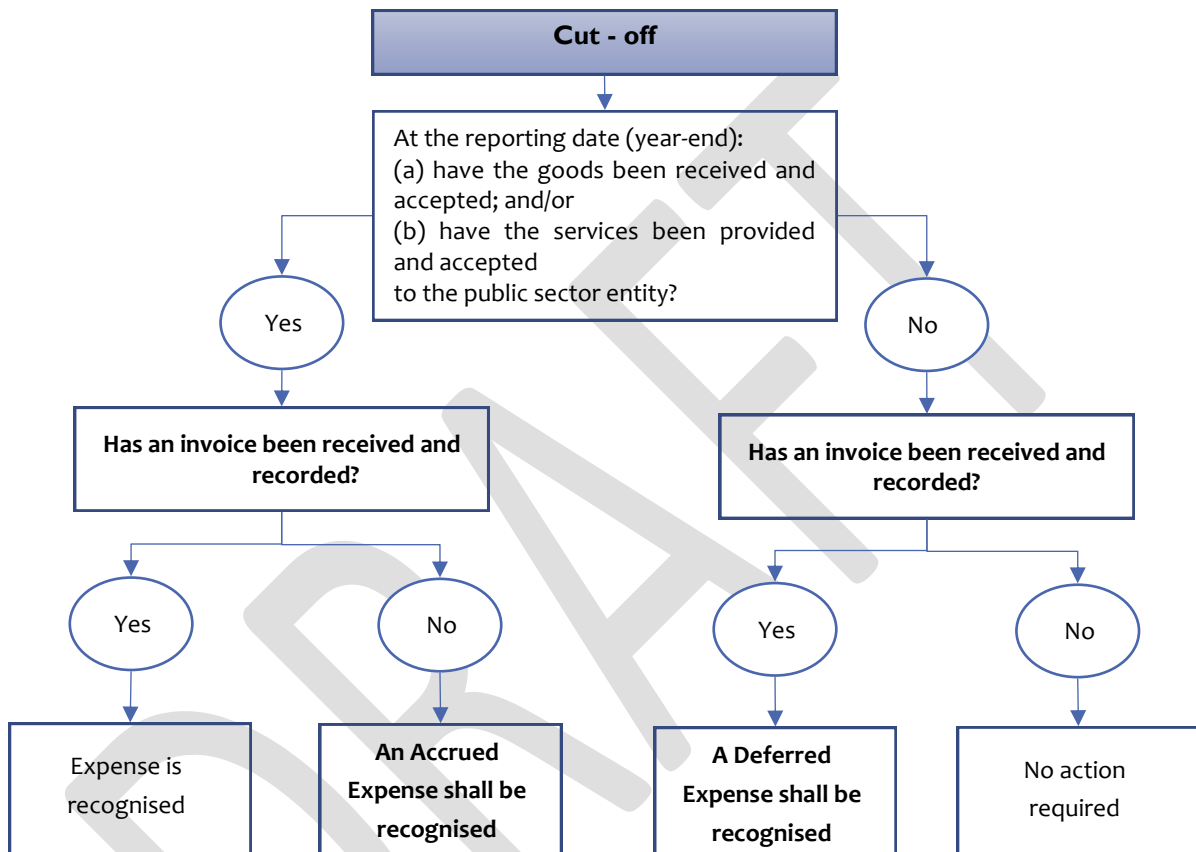 Cut - off
At the reporting date (year-end):
(a) have the goods been received and
accepted; and/or
(b) have the services been provided
and accepted
to the public sector entity?
Yes
No
Has an invoice been received and
recorded?
Has an invoice been received and
recorded?
Yes
No
Yes
No
Expense is
recognised
An Accrued
Expense shall be
recognised
A Deferred
Expense shall be
recognised
No action
required
DRAFT